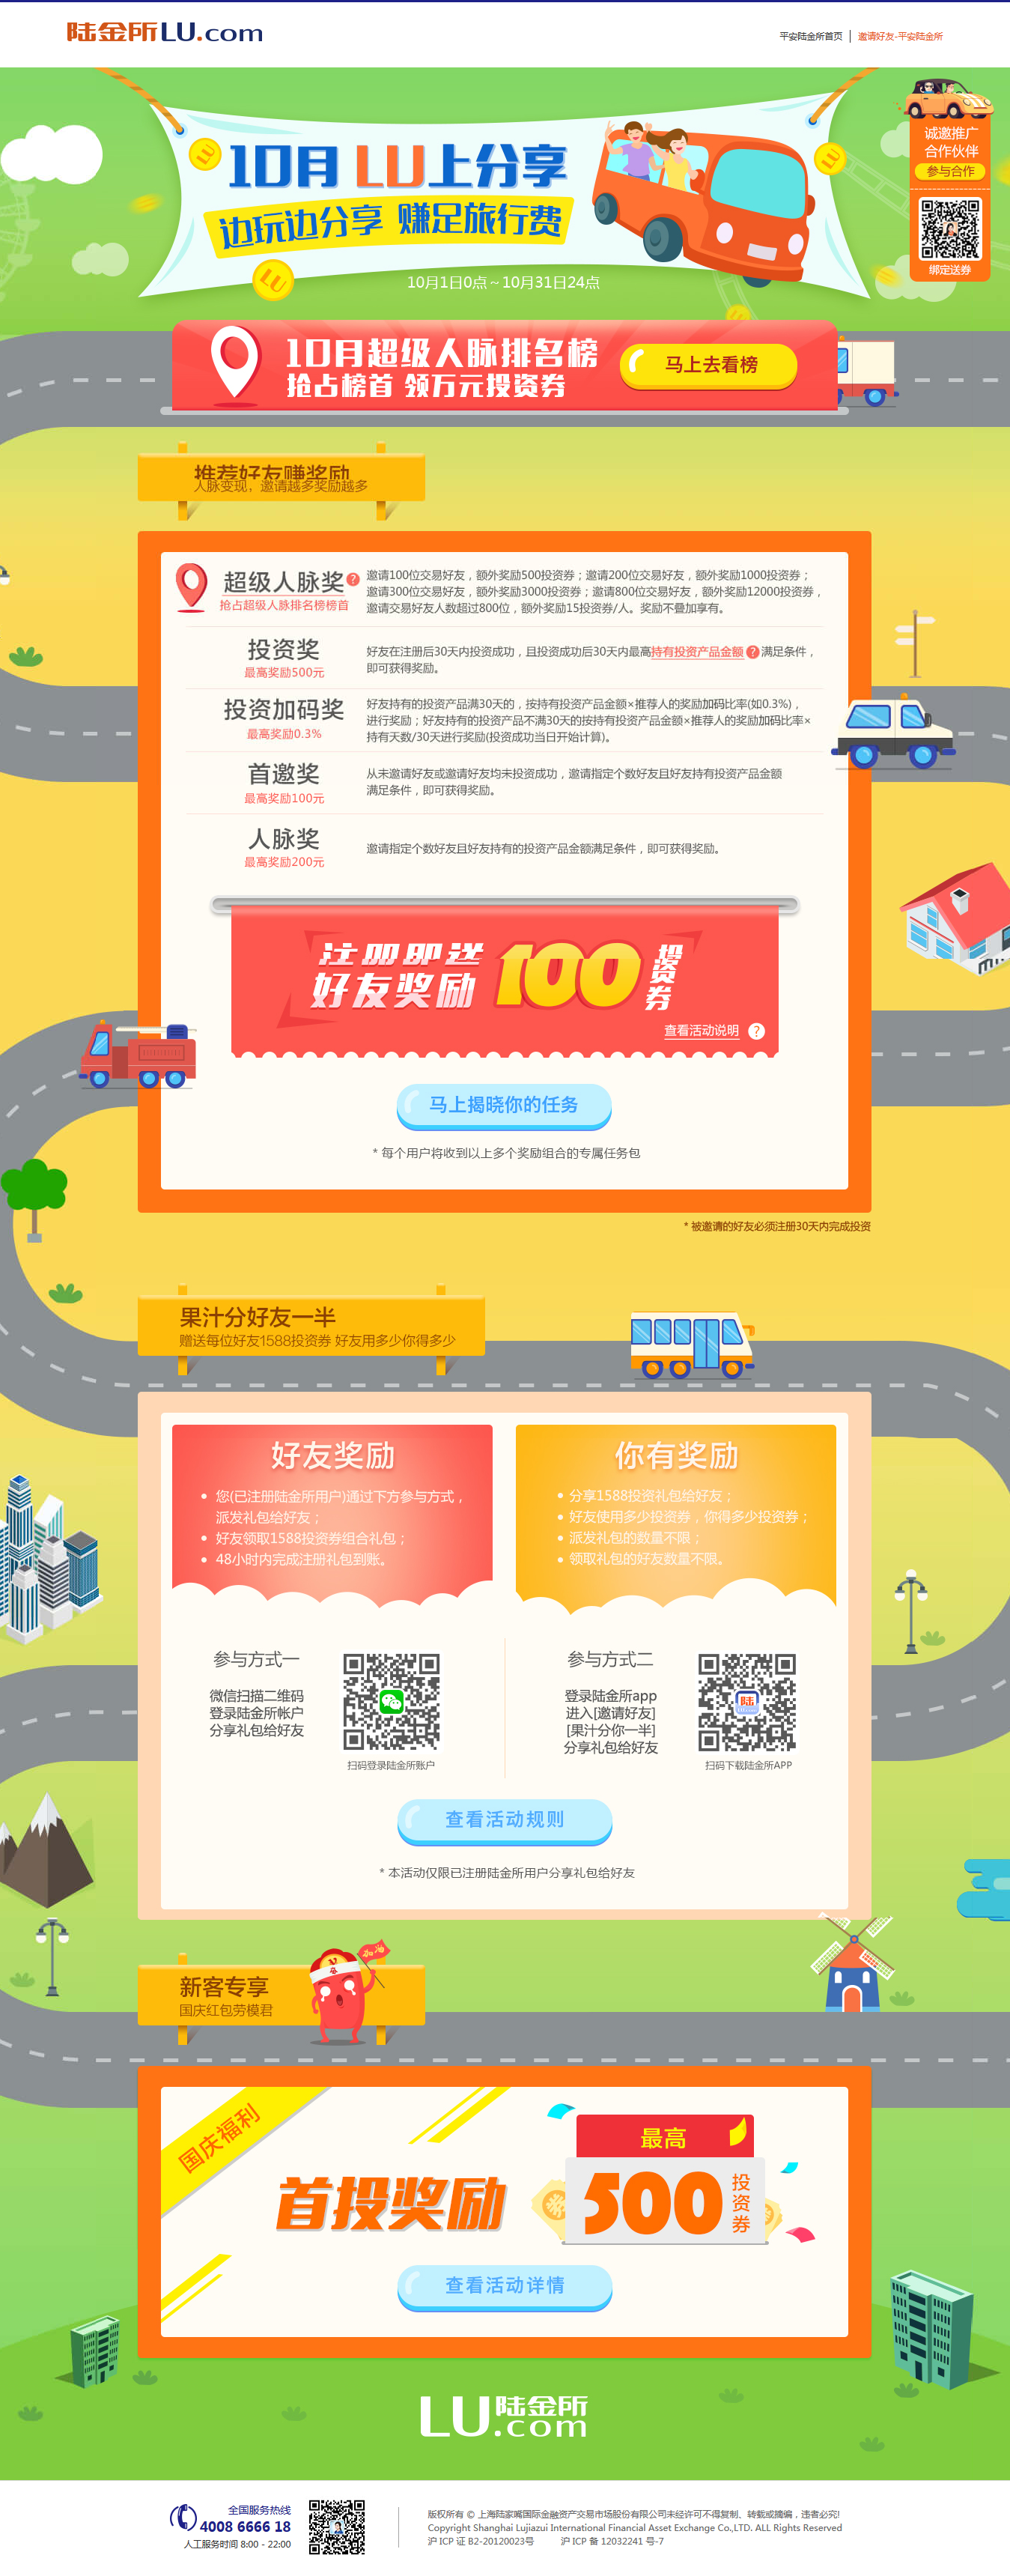 陆金所LU.com
平安陆金所首页 | 邀请好友-平安陆金所
诚邀推广
合作伙伴
参与合作
绑定送券
10月 LU上分享
边玩边分享 赚足旅行费
10月1日0点～10月31日24点
10月超级人脉排名榜
抢占榜首 领万元投资券
马上去看榜
推荐好友赚奖励
人脉变现，邀请越多奖励越多
超级人脉奖?
抢占超级人脉排名榜榜首
邀请100位交易好友，额外奖励500投资券；邀请200位交易好友，额外奖励1000投资券；
邀请300位交易好友，额外奖励3000投资券；邀请800位交易好友，额外奖励12000投资券，
邀请交易好友人数超过800位，额外奖励15投资券/人。奖励不叠加享有。
投资奖
最高奖励500元
好友在注册后30天内投资成功，且投资成功后30天内最高持有投资产品金额?满足条件，
即可获得奖励。
投资加码奖
最高奖励0.3%
好友持有的投资产品满30天的，按持有投资产品金额×推荐人的奖励加码比率(如0.3%)，
进行奖励；好友持有的投资产品不满30天的按持有投资产品金额×推荐人的奖励加码比率×
持有天数/30天进行奖励(投资成功当日开始计算)。
首邀奖
最高奖励100元
从未邀请好友或邀请好友均未投资成功，邀请指定个数好友且好友持有投资产品金额
满足条件，即可获得奖励。
人脉奖
最高奖励200元
邀请指定个数好友且好友持有的投资产品金额满足条件，即可获得奖励。
注册即送
好友奖励 100 投资券
查看活动说明 ?
马上揭晓你的任务
* 每个用户将收到以上多个奖励组合的专属任务包
* 被邀请的好友必须注册30天内完成投资
果汁分好友一半
赠送每位好友1588投资券 好友用多少你得多少
好友奖励
• 您(已注册陆金所用户)通过下方参与方式，
派发礼包给好友；
• 好友领取1588投资券组合礼包；
• 48小时内完成注册礼包到账。
你有奖励
• 分享1588投资礼包给好友；
• 好友使用多少投资券，你得多少投资券；
• 派发礼包的数量不限；
• 领取礼包的好友数量不限。
参与方式一
微信扫描二维码
登录陆金所帐户
分享礼包给好友
扫码登录陆金所账户
参与方式二
登录陆金所app
进入[邀请好友]
[果汁分你一半]
分享礼包给好友
陆
扫码下载陆金所APP
查看活动规则
* 本活动仅限已注册陆金所用户分享礼包给好友
新客专享
国庆红包劳模君
国庆福利
首投奖励
最高
500 投资券
查看活动详情
LU陆金所
.com
全国服务热线
4008 6666 18
人工服务时间 8:00 - 22:00
版权所有 © 上海陆家嘴国际金融资产交易市场股份有限公司未经许可不得复制、转载或摘编，违者必究!
Copyright Shanghai Lujiazui International Financial Asset Exchange Co.,LTD. ALL Rights Reserved
沪 ICP 证 B2-20120023号 沪 ICP 备 12032241 号-7